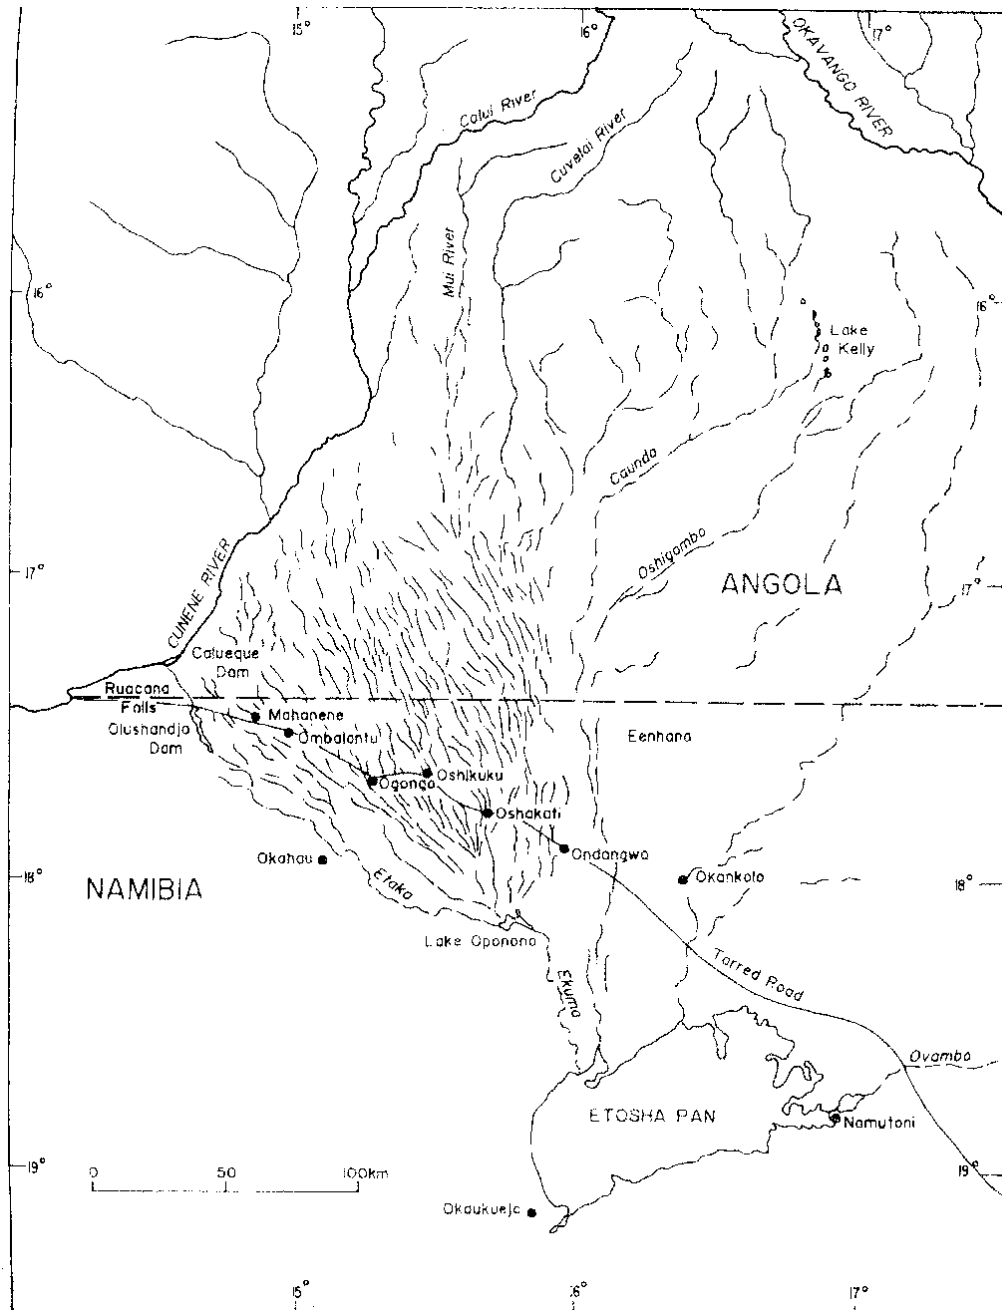 15°
16°
17°
OKAVANGO RIVER
Calui River
Cuvelai River
Mui River
16°
16°
Lake
Kelly
Caunda
Oshigambo
17°
ANGOLA
17°
CUNENE RIVER
Calueque
Dam
Ruacana
Falls
Olushandja
Dam
Mahanene
Ombalantu
Eenhana
Ogongo
Oshikuku
Oshakati
Ondangwa
Okahau
Okankolo
18°
NAMIBIA
Etaka
18°
Lake Oponono
Ekuma
Tarred Road
Ovambo
ETOSHA PAN
Namutoni
19°
0
50
100km
19°
Okaukuejo
15°
16°
17°